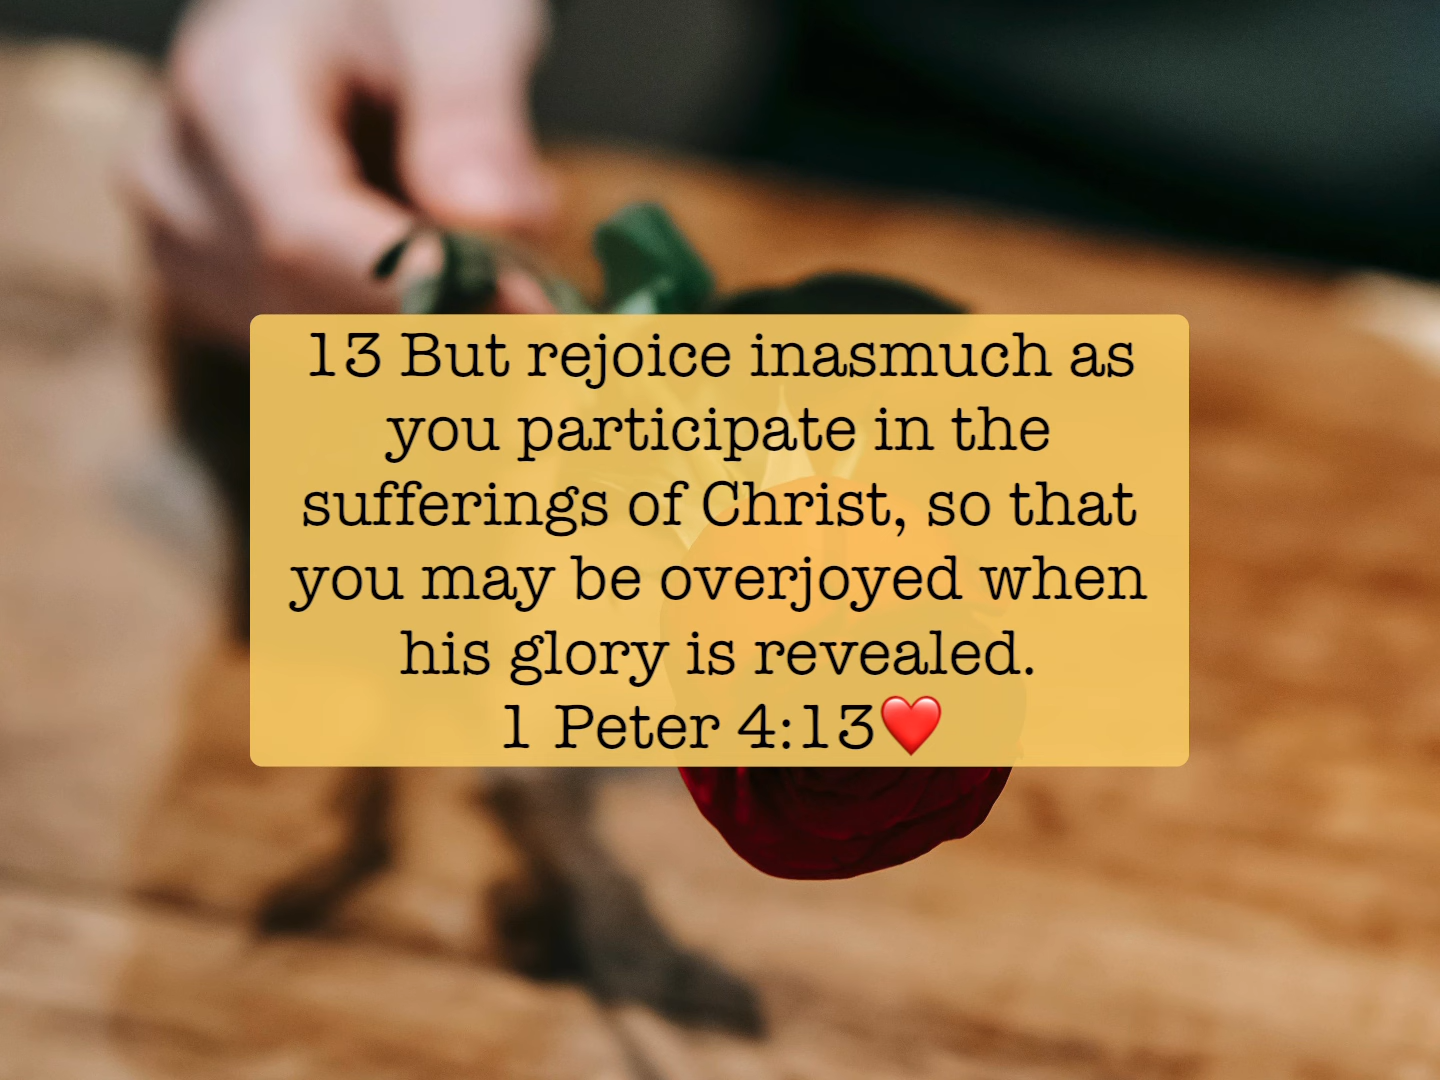 13 But rejoice inasmuch as
you participate in the
sufferings of Christ, so that
you may be overjoyed when
his glory is revealed.
1 Peter 4:13❤️